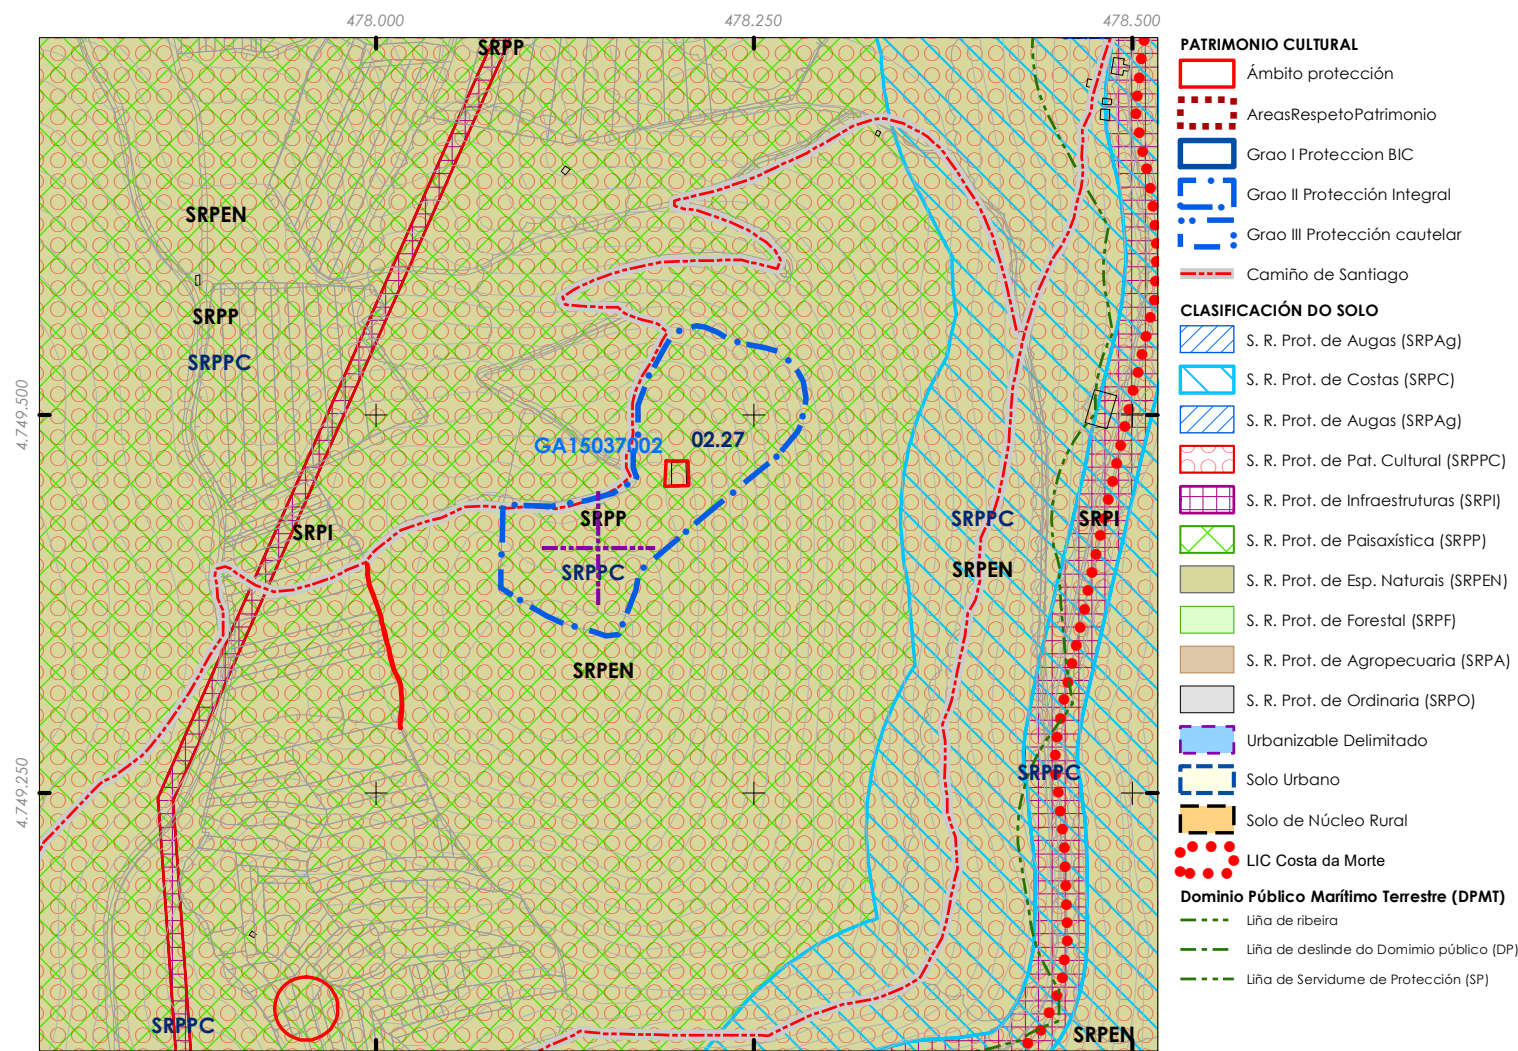 478.000
478.250
478.500
4.749.500
4.749.250
SRPP
SRPEN
SRPP
SRPPC
GA15037002
02.27
SRPI
SRPP
SRPPC
SRPPC
SRPI
SRPEN
SRPEN
SRPPC
SRPPC
SRPEN
PATRIMONIO CULTURAL
Ámbito protección
AreasRespetoPatrimonio
Grao I Proteccion BIC
Grao II Protección Integral
Grao III Protección cautelar
Camiño de Santiago
CLASIFICACIÓN DO SOLO
S. R. Prot. de Augas (SRPAg)
S. R. Prot. de Costas (SRPC)
S. R. Prot. de Augas (SRPAg)
S. R. Prot. de Pat. Cultural (SRPPC)
S. R. Prot. de Infraestruturas (SRPI)
S. R. Prot. de Paisaxística (SRPP)
S. R. Prot. de Esp. Naturais (SRPEN)
S. R. Prot. de Forestal (SRPF)
S. R. Prot. de Agropecuaria (SRPA)
S. R. Prot. de Ordinaria (SRPO)
Urbanizable Delimitado
Solo Urbano
Solo de Núcleo Rural
LIC Costa da Morte
Dominio Público Marítimo Terrestre (DPMT)
Liña de ribeira
Liña de deslinde do Domimio público (DP)
Liña de Servidume de Protección (SP)